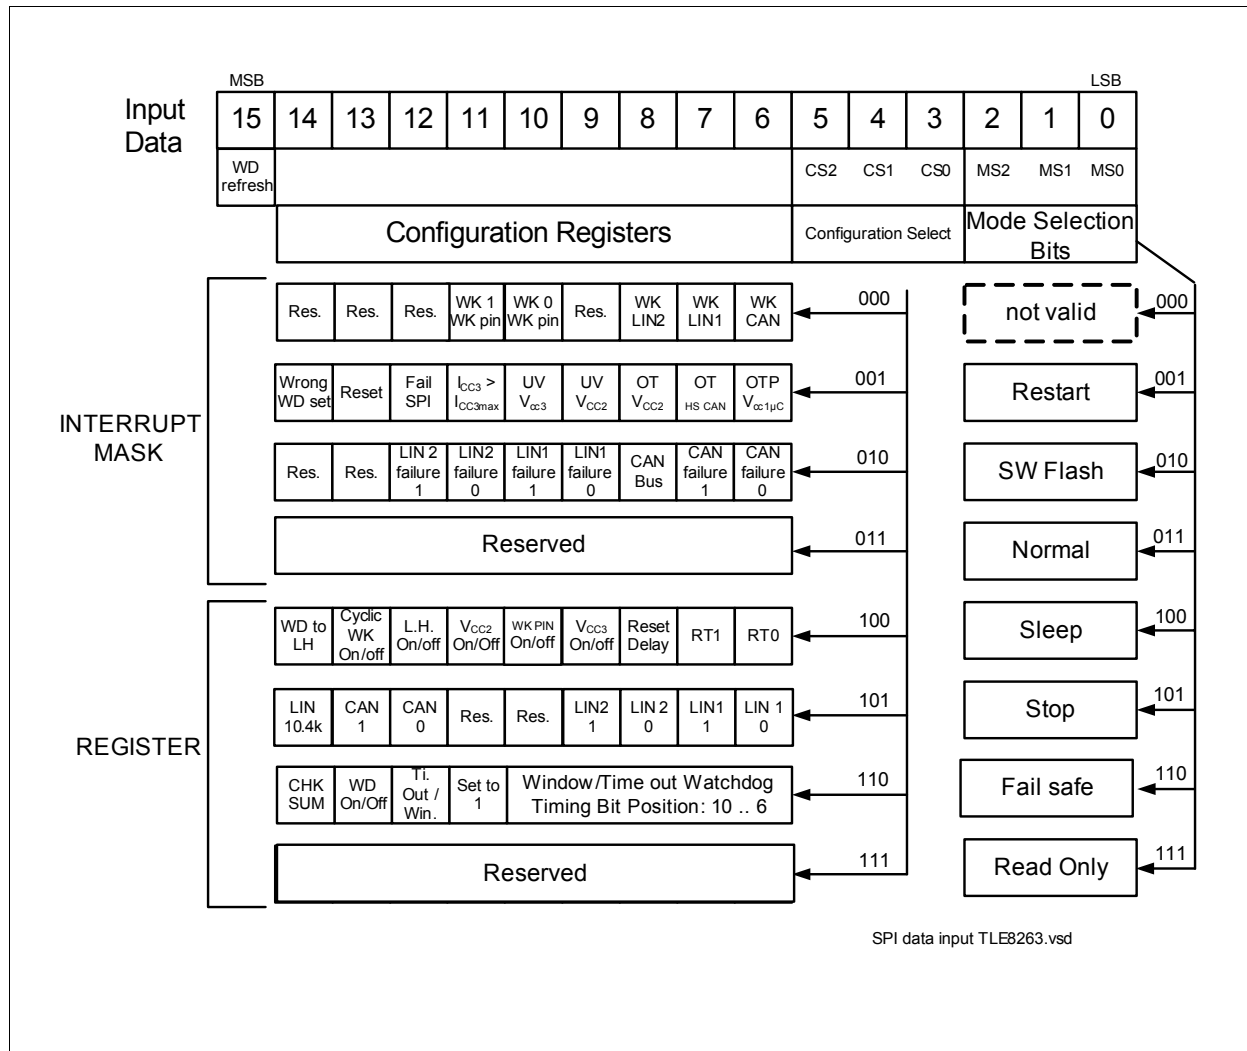 MSB LSB
Input
Data
15 14 13 12 11 10 9 8 7 6 5 4 3 2 1 0
WD
refresh
CS2 CS1 CS0 MS2 MS1 MS0
Configuration Registers
Configuration Select
Mode Selection
Bits
INTERRUPT
MASK
Res. Res. Res. WK 1
WK pin WK 0
WK pin Res. WK
LIN2 WK
LIN1 WK
CAN
000
not valid
000
Wrong
WD set Reset Fail
SPI ICC3 >
ICC3max UV
Vcc3 UV
VCC2 OT
VCC2 OT
HS CAN OTP
Vcc1µC
001
Restart
001
Res. Res. LIN 2
failure
1 LIN2
failure
0 LIN1
failure
1 LIN1
failure
0 CAN
Bus CAN
failure
1 CAN
failure
0
010
SW Flash
010
Reserved
011
Normal
011
REGISTER
WD to
LH Cyclic
WK
On/off L.H.
On/off VCC2
On/Off WK PIN
On/off VCC3
On/off Reset
Delay RT1 RT0
100
Sleep
100
LIN
10.4k CAN
1 CAN
0 Res. Res. LIN2
1 LIN 2
0 LIN1
1 LIN 1
0
101
Stop
101
CHK
SUM WD
On/Off Ti.
Out /
Win. Set to
1 Window/Time out Watchdog
Timing Bit Position: 10 .. 6
110
Fail safe
110
Reserved
111
Read Only
111
SPI data input TLE8263.vsd